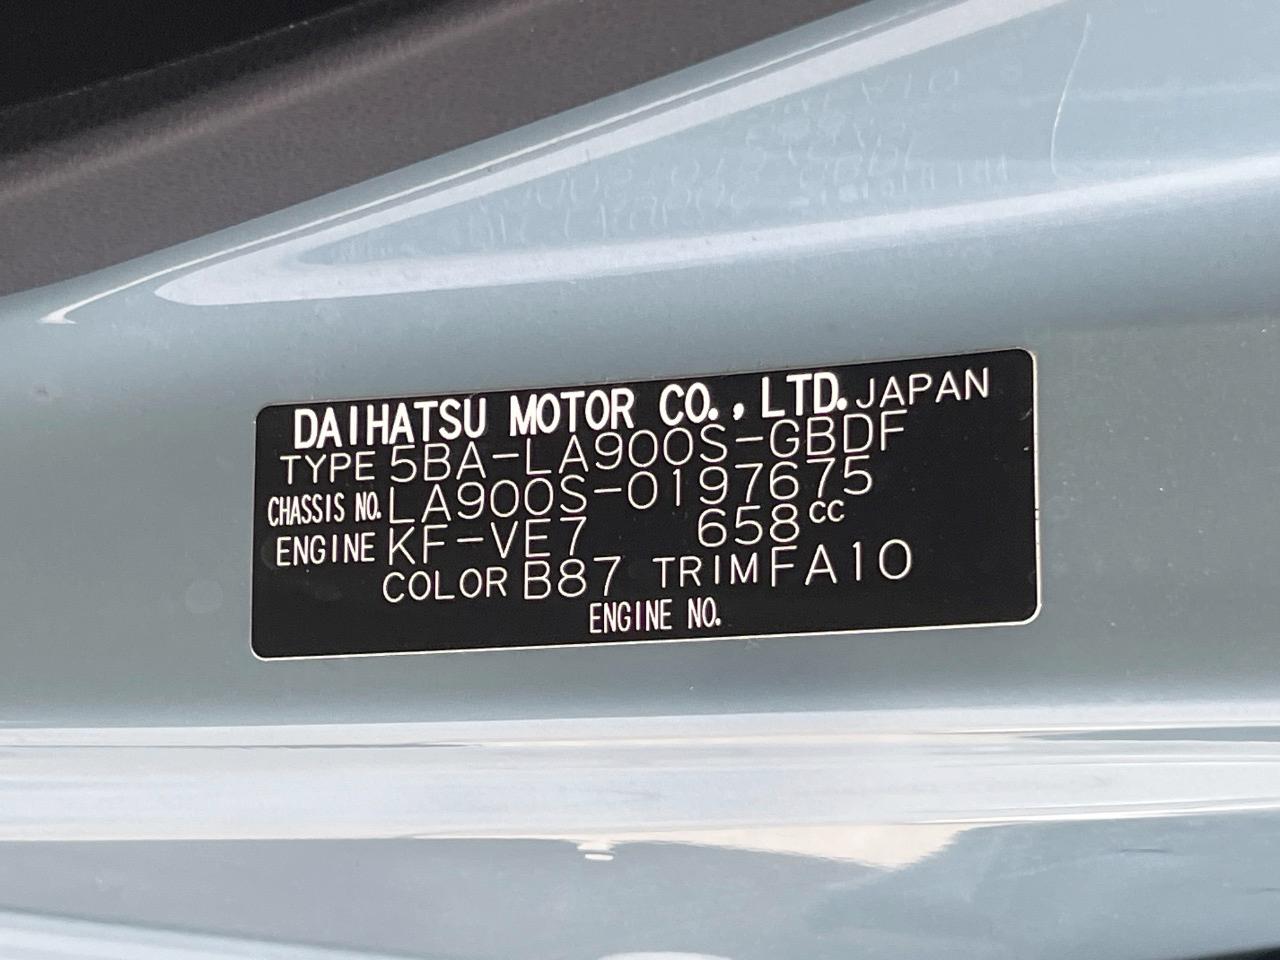 DAIHATSU MOTOR CO., LTD. JAPAN
TYPE 5BA-LA900S-GBDF
CHASSIS NO. LA900S-0197675
ENGINE KF-VE7 658cc
COLOR B87 TRIM FA10
ENGINE NO.